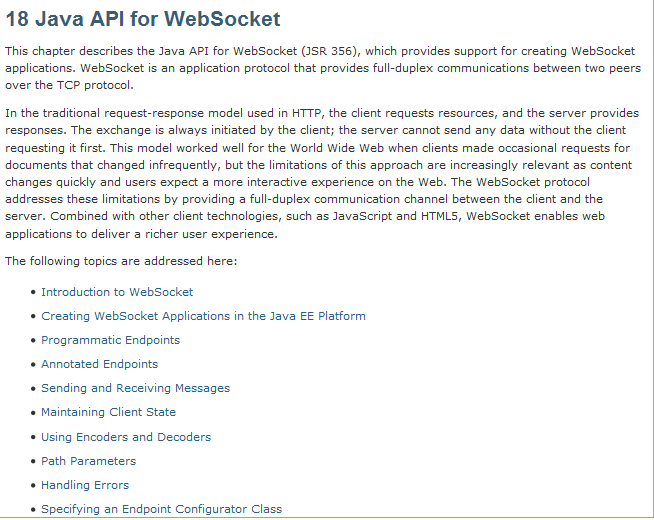 18 Java API for WebSocket
This chapter describes the Java API for WebSocket (JSR 356), which provides support for creating WebSocket
applications. WebSocket is an application protocol that provides full-duplex communications between two peers
over the TCP protocol.
In the traditional request-response model used in HTTP, the client requests resources, and the server provides
responses. The exchange is always initiated by the client; the server cannot send any data without the client
requesting it first. This model worked well for the World Wide Web when clients made occasional requests for
documents that changed infrequently, but the limitations of this approach are increasingly relevant as content
changes quickly and users expect a more interactive experience on the Web. The WebSocket protocol
addresses these limitations by providing a full-duplex communication channel between the client and the
server. Combined with other client technologies, such as JavaScript and HTML5, WebSocket enables web
applications to deliver a richer user experience.
The following topics are addressed here:
• Introduction to WebSocket
• Creating WebSocket Applications in the Java EE Platform
• Programmatic Endpoints
• Annotated Endpoints
• Sending and Receiving Messages
• Maintaining Client State
• Using Encoders and Decoders
• Path Parameters
• Handling Errors
• Specifying an Endpoint Configurator Class